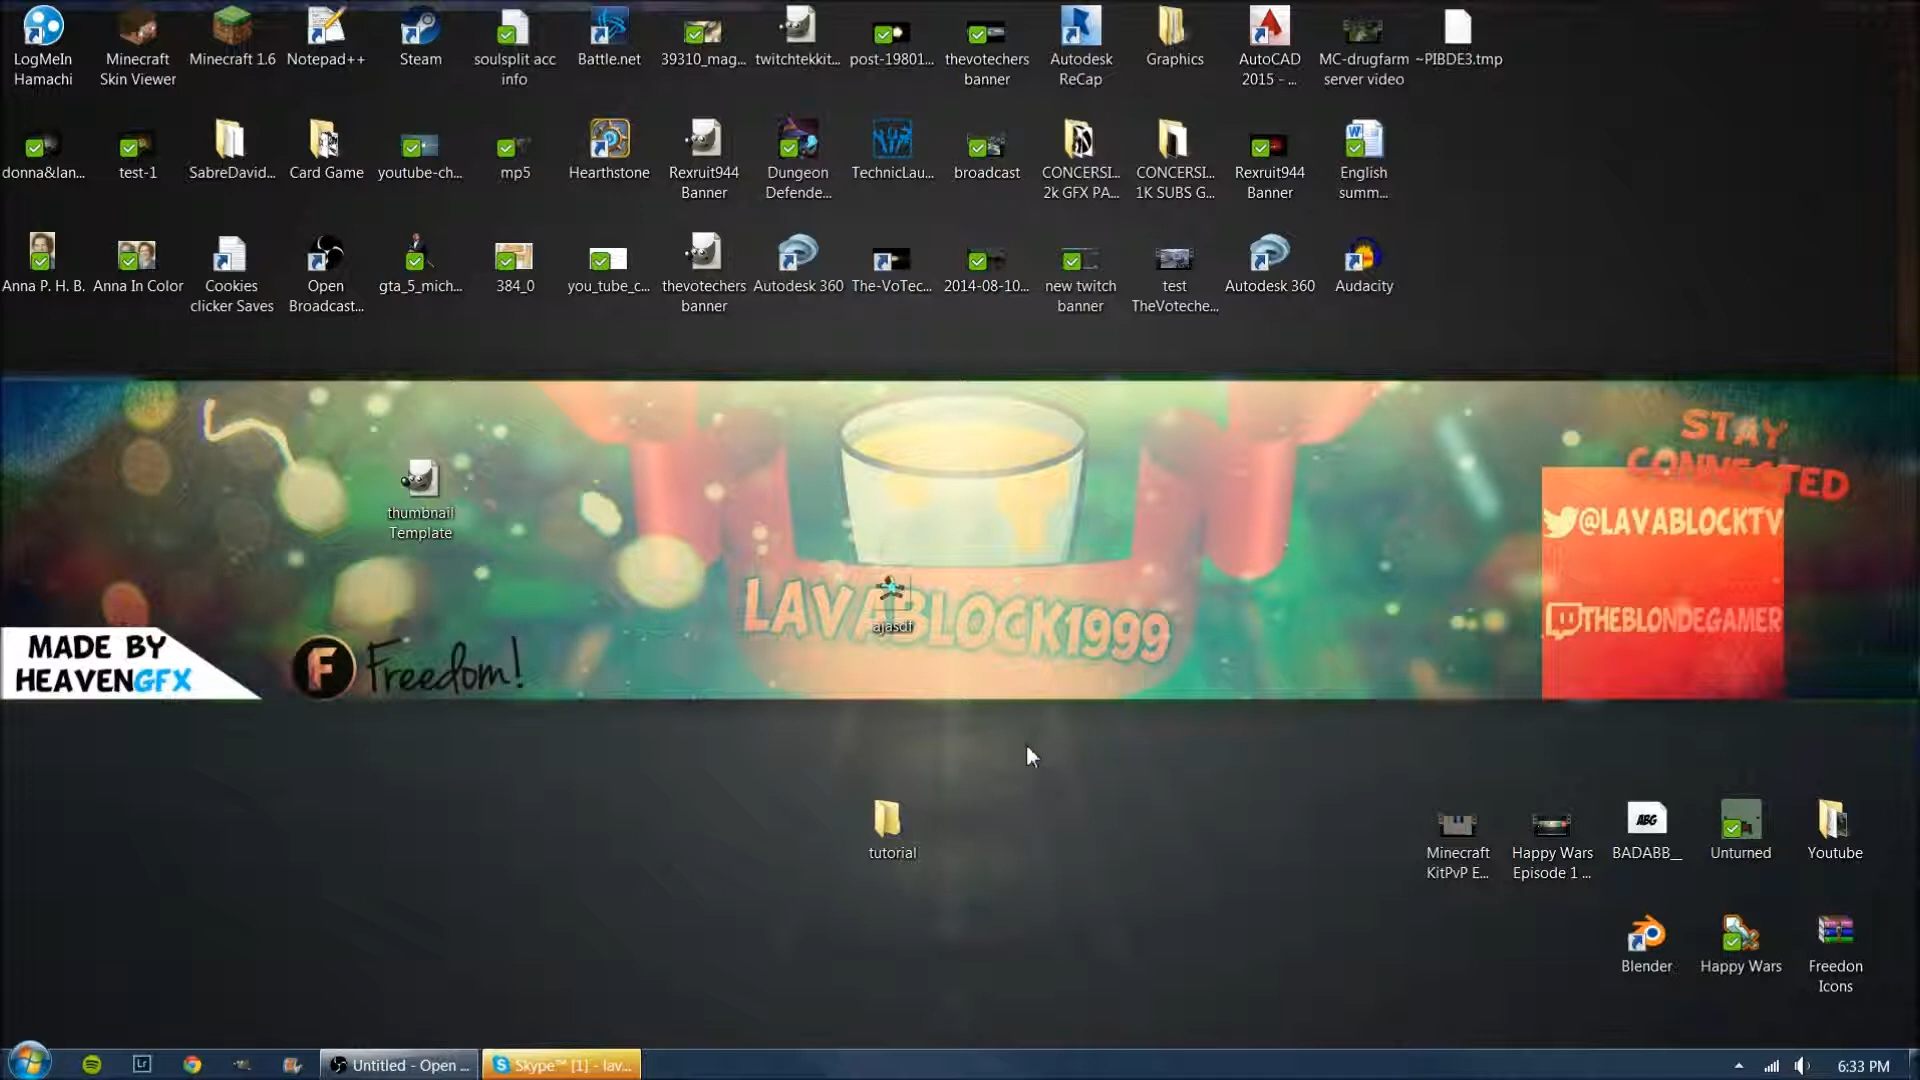 LogMeIn
Hamachi
Minecraft
Skin Viewer
Minecraft 1.6
Notepad++
Steam
soulsplit acc
info
Battle.net
39310_mag...
twitchtekkit...
post-19801...
thevotechers
banner
Autodesk
ReCap
Graphics
AutoCAD
2015 - ...
MC-drugfarm
server video
~PIBDE3.tmp
donna&lan...
test-1
SabreDavid...
Card Game
youtube-ch...
mp5
Hearthstone
Rexruit944
Banner
Dungeon
Defende...
TechnicLau...
broadcast
CONCERSI...
2k GFX PA...
CONCERSI...
1K SUBS G...
Rexruit944
Banner
English
summ...
Anna P. H. B.
Anna In Color
Cookies
clicker Saves
Open
Broadcast...
gta_5_mich...
384_0
you_tube_c...
thevotechers
banner
Autodesk 360
The-VoTec...
2014-08-10...
new twitch
banner
test
TheVoteche...
Autodesk 360
Audacity
STAY
CONNECTED
@LAVABLOCKTV
THEBLONDEGAMER
thumbnail
Template
ajasdf
LAVABLOCK1999
MADE BY
HEAVENGFX
F Freedom!
tutorial
Minecraft
KitPvP E...
Happy Wars
Episode 1 ...
ABG
BADABB__
Unturned
Youtube
Blender
Happy Wars
Freedon
Icons
Lr
Untitled - Open ...
Skype™ [1] - lav...
6:33 PM